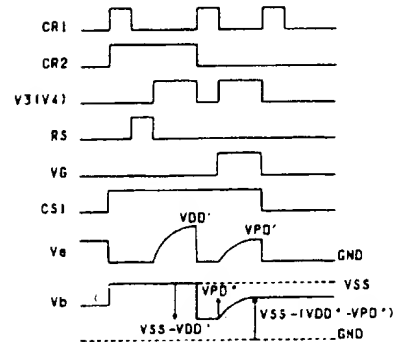 CR1
CR2
V3(V4)
RS
VG
CS1
VDD'
VPD'
Va
GND
VSS
Vb
VPD"
VSS-(VDD"-VPD")
VSS-VDD'
GND